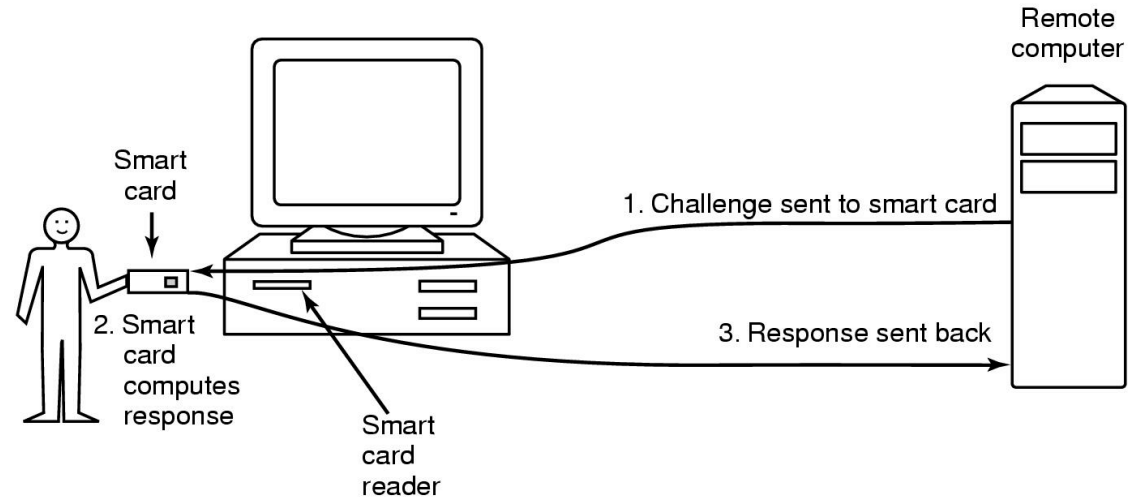 Remote
computer
Smart
card
1. Challenge sent to smart card
2. Smart
card
computes
response
3. Response sent back
Smart
card
reader